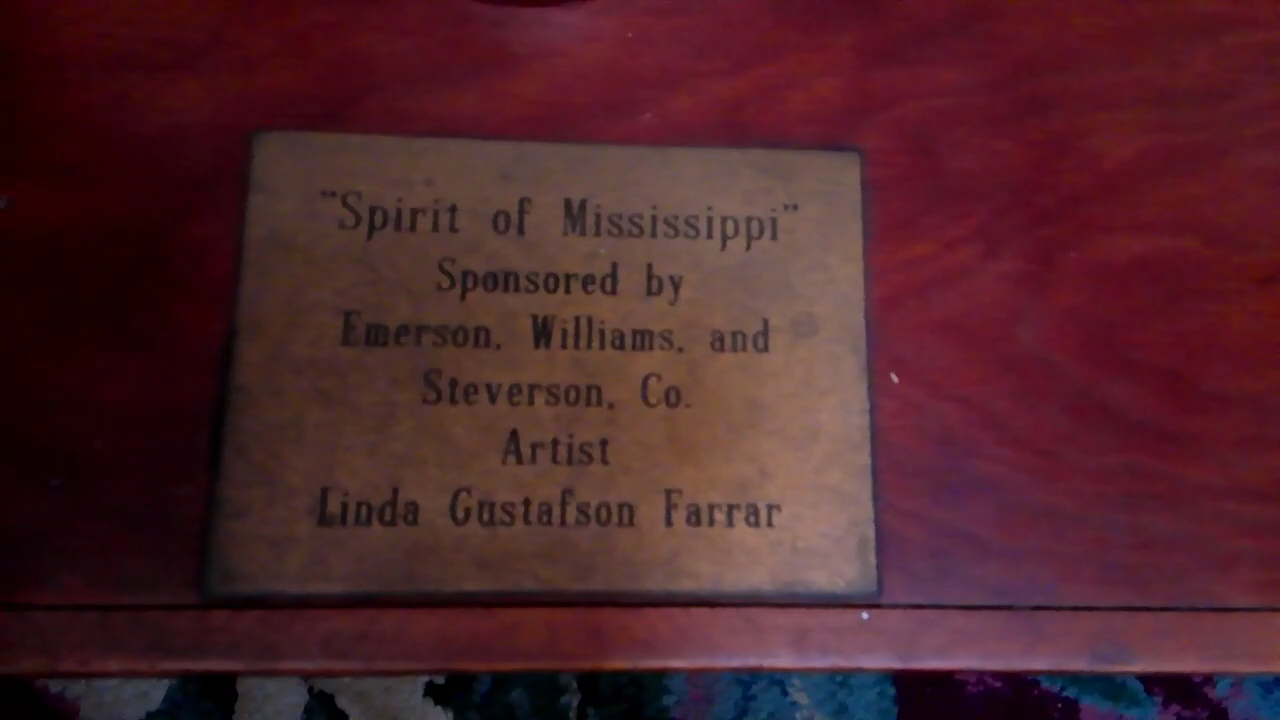 "Spirit of Mississippi"
Sponsored by
Emerson, Williams, and
Steverson, Co.
Artist
Linda Gustafson Farrar